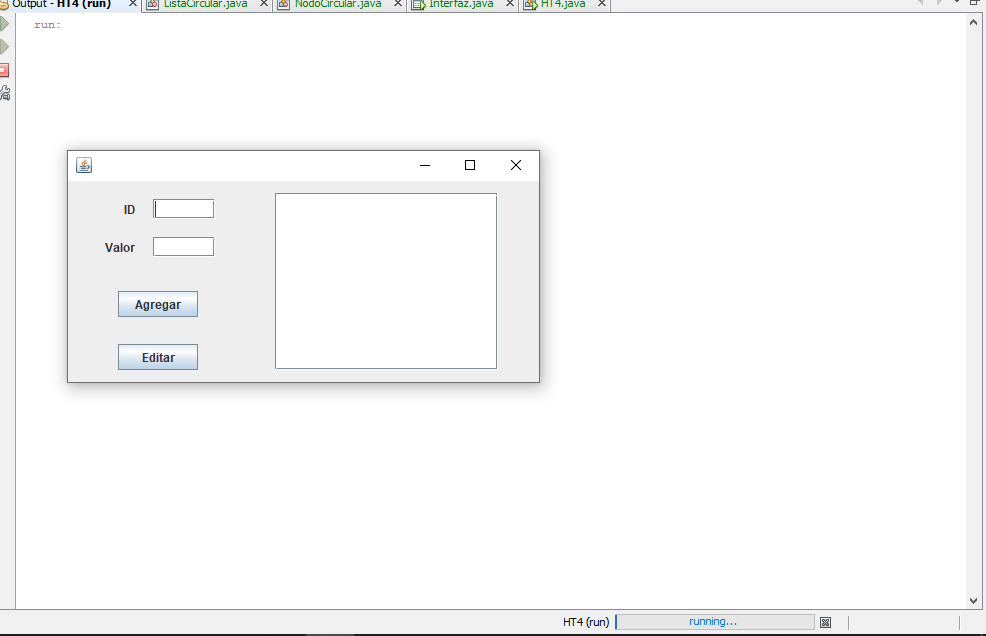 Output - HT4 (run) ListaCircular.java NodoCircular.java Interfaz.java HT4.java
run:
ID
Valor
Agregar
Editar
HT4 (run) running...